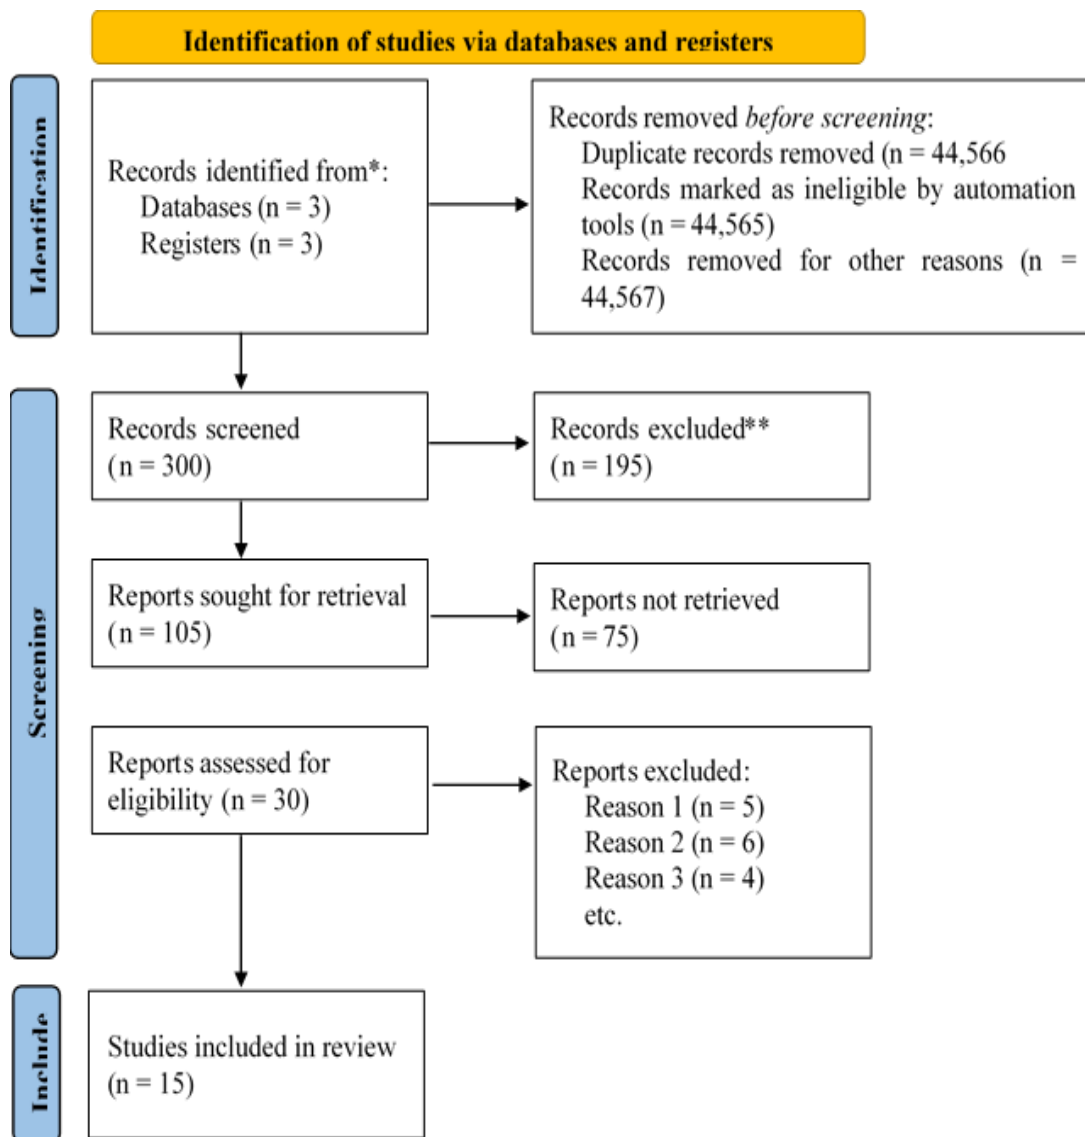 Identification of studies via databases and registers
Identification
Records identified from*:
Databases (n = 3)
Registers (n = 3)
Records removed before screening:
Duplicate records removed (n = 44,566
Records marked as ineligible by automation
tools (n = 44,565)
Records removed for other reasons (n =
44,567)
Screening
Records screened
(n = 300)
Records excluded**
(n = 195)
Reports sought for retrieval
(n = 105)
Reports not retrieved
(n = 75)
Reports assessed for
eligibility (n = 30)
Reports excluded:
Reason 1 (n = 5)
Reason 2 (n = 6)
Reason 3 (n = 4)
etc.
Include
Studies included in review
(n = 15)